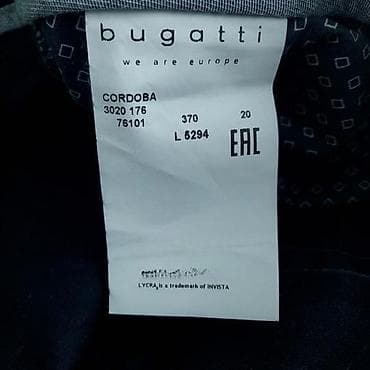 bugatti
we are europe
CORDOBA
3020 176
76101 370 20
L 5294 EAC
LYCRA® is a trademark of INVISTA